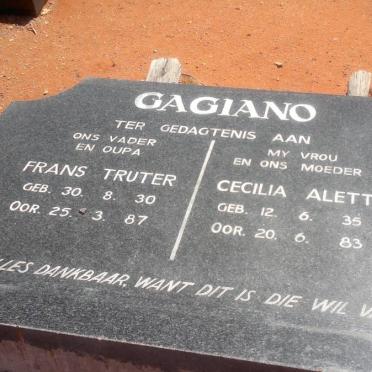 GAGIANO
TER GEDAGTENIS AAN
ONS VADER
EN OUPA
FRANS TRUTER
GEB. 30. 8. 30
OOR. 25. 3. 87
MY VROU
EN ONS MOEDER
CECILIA ALETT
GEB. 12. 6. 35
OOR. 20. 6. 83
LLES DANKBAAR, WANT DIT IS DIE WIL V